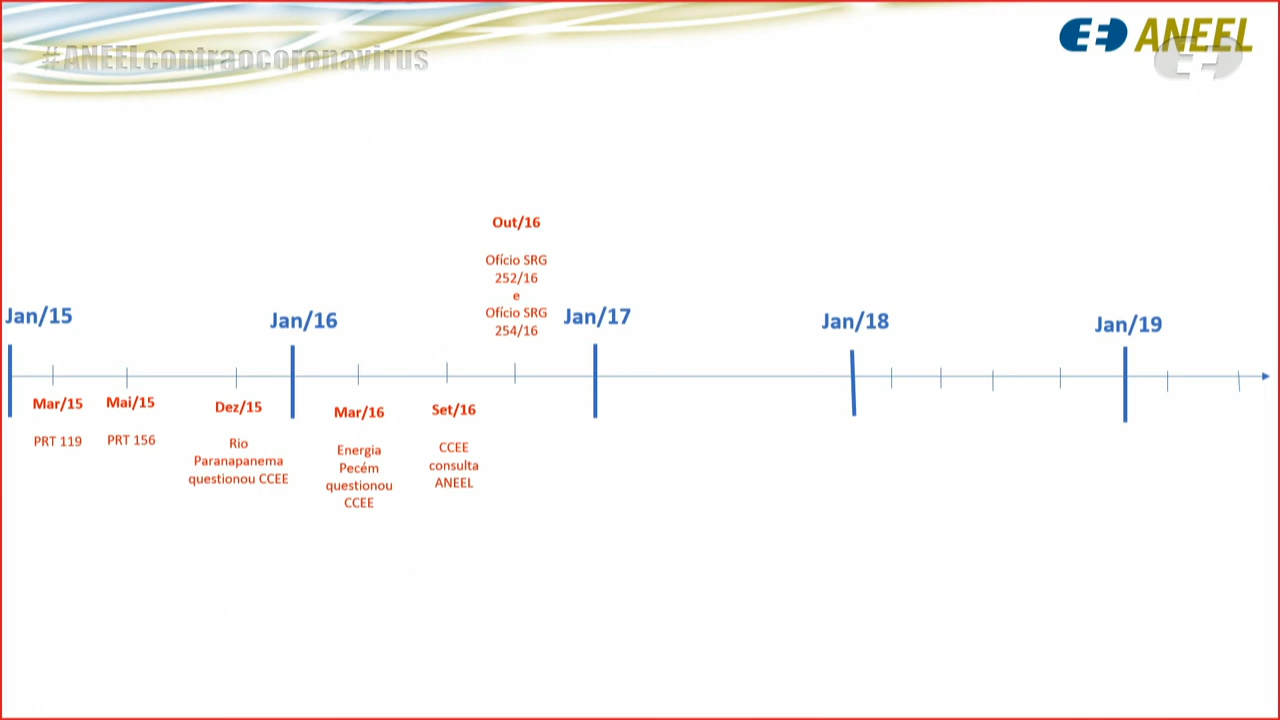 #ANEELcontraocoronavirus
ANEEL
Out/16
Ofício SRG
252/16
e
Ofício SRG
254/16
Jan/15
Jan/16
Jan/17
Jan/18
Jan/19
Mar/15
PRT 119
Mai/15
PRT 156
Dez/15
Rio
Paranapanema
questionou CCEE
Mar/16
Energia
Pecém
questionou
CCEE
Set/16
CCEE
consulta
ANEEL